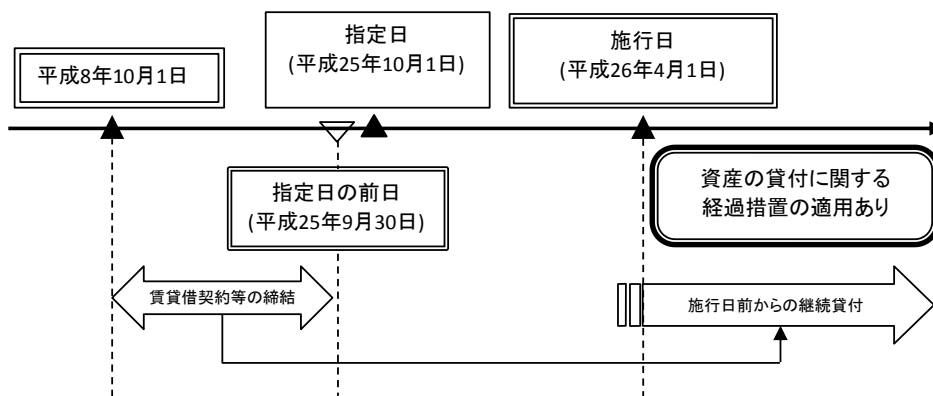 平成8年10月1日
指定日
(平成25年10月1日)
施行日
(平成26年4月1日)
指定日の前日
(平成25年9月30日)
資産の貸付に関する
経過措置の適用あり
賃貸借契約等の締結
施行日前からの継続貸付